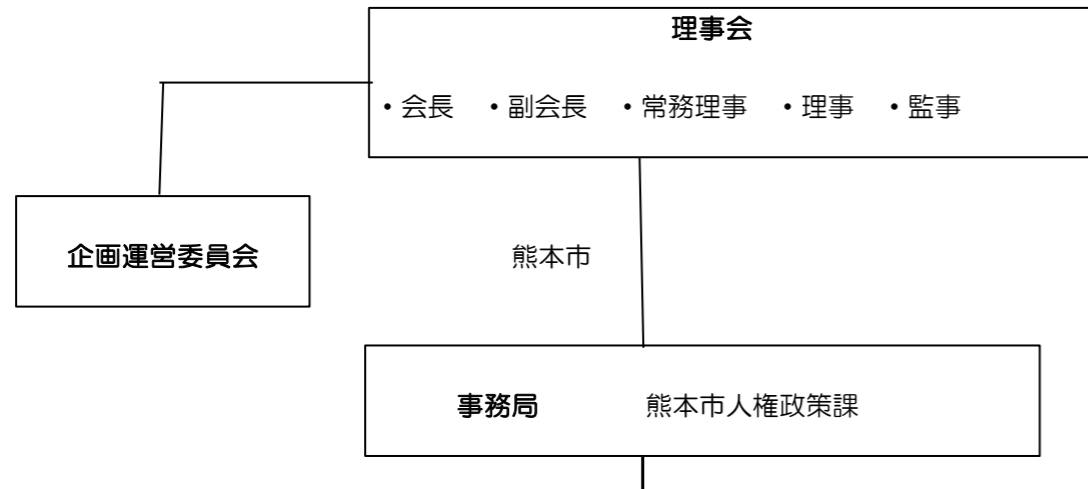 理事会
・会長 ・副会長 ・常務理事 ・理事 ・監事
企画運営委員会
熊本市
事務局 熊本市人権政策課